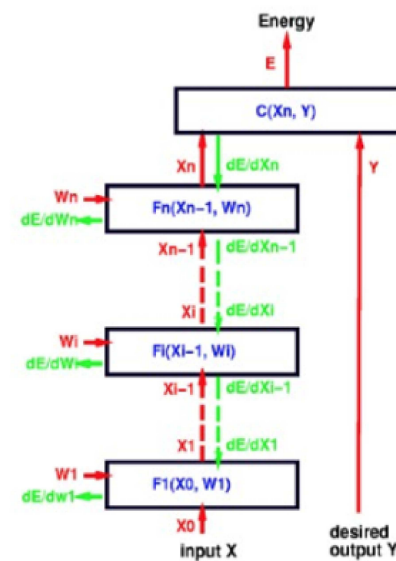 Energy
E
C(Xn, Y)
Xn dE/dXn Y
Wn
Fn(Xn-1, Wn)
dE/dWn
Xn-1 dE/dXn-1
Xi dE/dXi
Wi
Fi(Xi-1, Wi)
dE/dWi
Xi-1 dE/dXi-1
X1 dE/dX1
W1
F1(X0, W1)
dE/dw1
X0
input X
desired
output Y